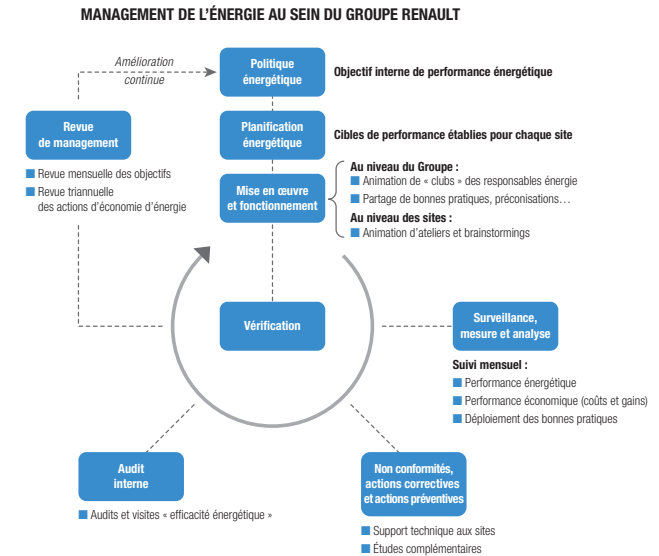 MANAGEMENT DE L'ÉNERGIE AU SEIN DU GROUPE RENAULT
Amélioration
continue
Politique
énergétique
Objectif interne de performance énergétique
Revue
de management
Revue mensuelle des objectifs
Revue triannuelle
des actions d'économie d'énergie
Planification
énergétique
Cibles de performance établies pour chaque site
Mise en œuvre
et fonctionnement
Au niveau du Groupe :
Animation de « clubs » des responsables énergie
Partage de bonnes pratiques, préconisations…
Au niveau des sites :
Animation d'ateliers et brainstormings
Vérification
Surveillance,
mesure et analyse
Suivi mensuel :
Performance énergétique
Performance économique (coûts et gains)
Déploiement des bonnes pratiques
Audit
interne
Audits et visites « efficacité énergétique »
Non conformités,
actions correctives
et actions préventives
Support technique aux sites
Études complémentaires